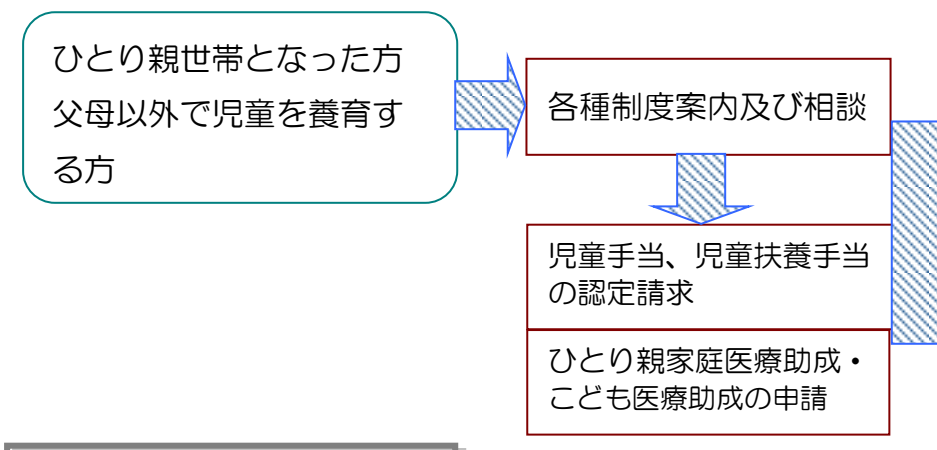 ひとり親世帯となった方
父母以外で児童を養育す
る方
各種制度案内及び相談
児童手当、児童扶養手当
の認定請求
ひとり親家庭医療助成・
こども医療助成の申請